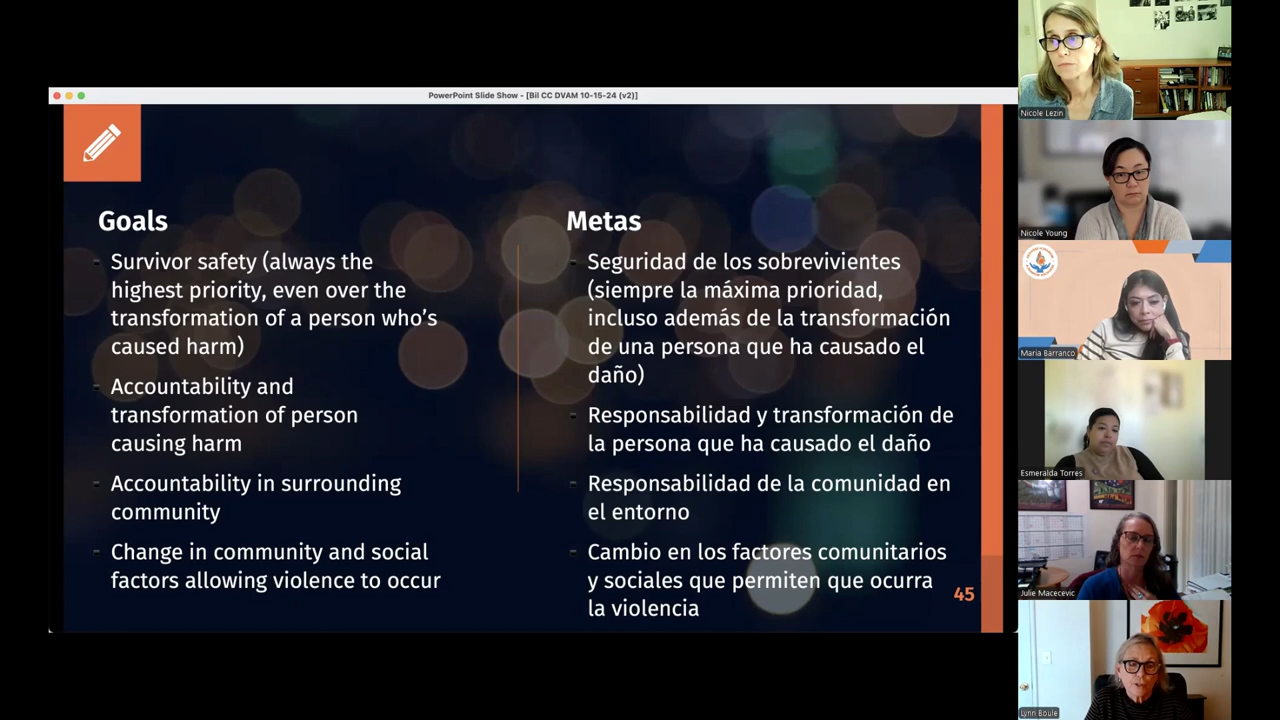 PowerPoint Slide Show - [Bil CC DVAM 10-15-24 (v2)]
Goals
Survivor safety (always the
highest priority, even over the
transformation of a person who's
caused harm)
Accountability and
transformation of person
causing harm
Accountability in surrounding
community
Change in community and social
factors allowing violence to occur
Metas
Seguridad de los sobrevivientes
(siempre la máxima prioridad,
incluso además de la transformación
de una persona que ha causado el
daño)
Responsabilidad y transformación de
la persona que ha causado el daño
Responsabilidad de la comunidad en
el entorno
Cambio en los factores comunitarios
y sociales que permiten que ocurra
la violencia
45
Nicole Lezin
Nicole Young
Maria Barranco
Esmeralda Torres
Julie Macecevic
Lynn Boule